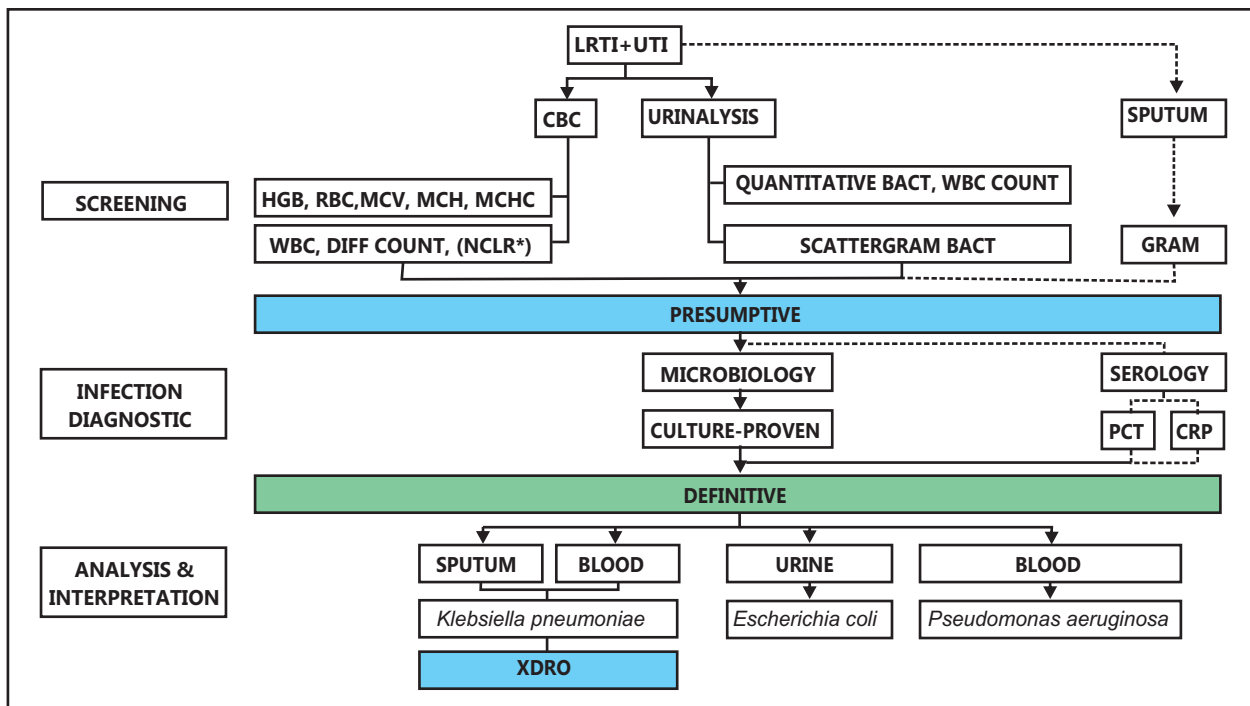 LRTI+UTI
CBC
URINALYSIS
SPUTUM
SCREENING
HGB, RBC,MCV, MCH, MCHC
QUANTITATIVE BACT, WBC COUNT
WBC, DIFF COUNT, (NCLR*)
SCATTERGRAM BACT
GRAM
PRESUMPTIVE
INFECTION
DIAGNOSTIC
MICROBIOLOGY
SEROLOGY
CULTURE-PROVEN
PCT
CRP
DEFINITIVE
ANALYSIS &
INTERPRETATION
SPUTUM
BLOOD
URINE
BLOOD
Klebsiella pneumoniae
Escherichia coli
Pseudomonas aeruginosa
XDRO